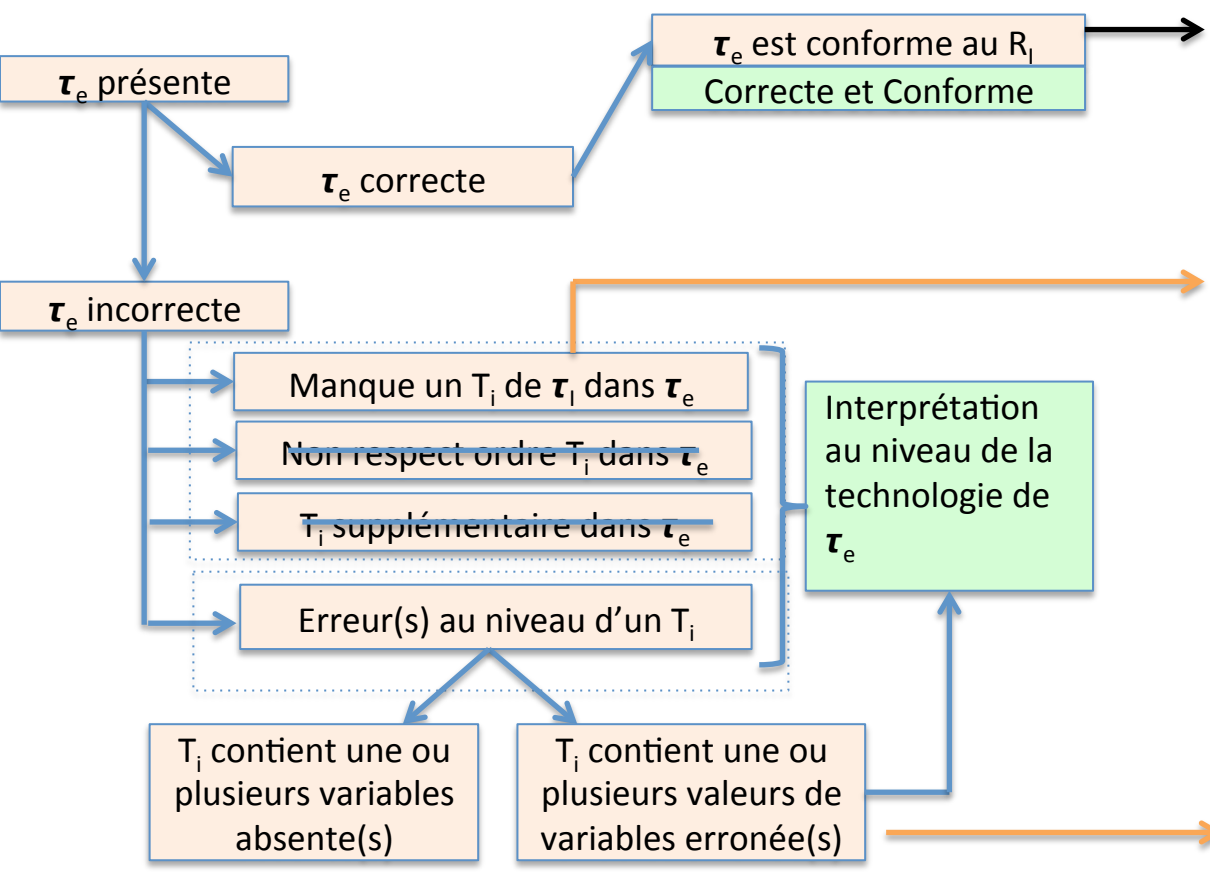 τe est conforme au Rl
Correcte et Conforme
τe présente
τe correcte
τe incorrecte
Manque un Ti de τl dans τe
Non respect ordre Ti dans τe
Ti supplémentaire dans τe
Erreur(s) au niveau d’un Ti
Interprétation
au niveau de la
technologie de
τe
Ti contient une ou
plusieurs variables
absente(s)
Ti contient une ou
plusieurs valeurs de
variables erronée(s)